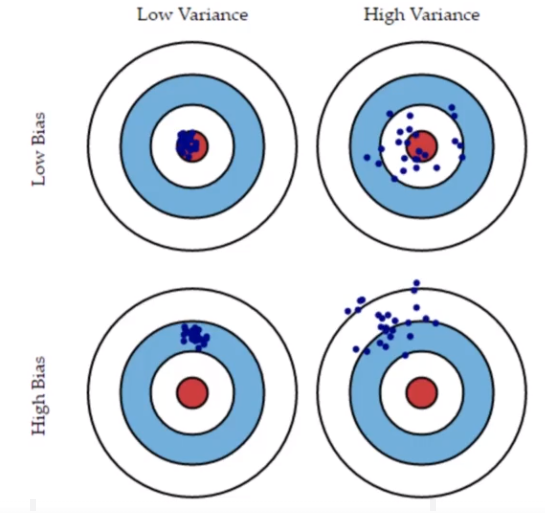 Low Variance
High Variance
Low Bias
High Bias